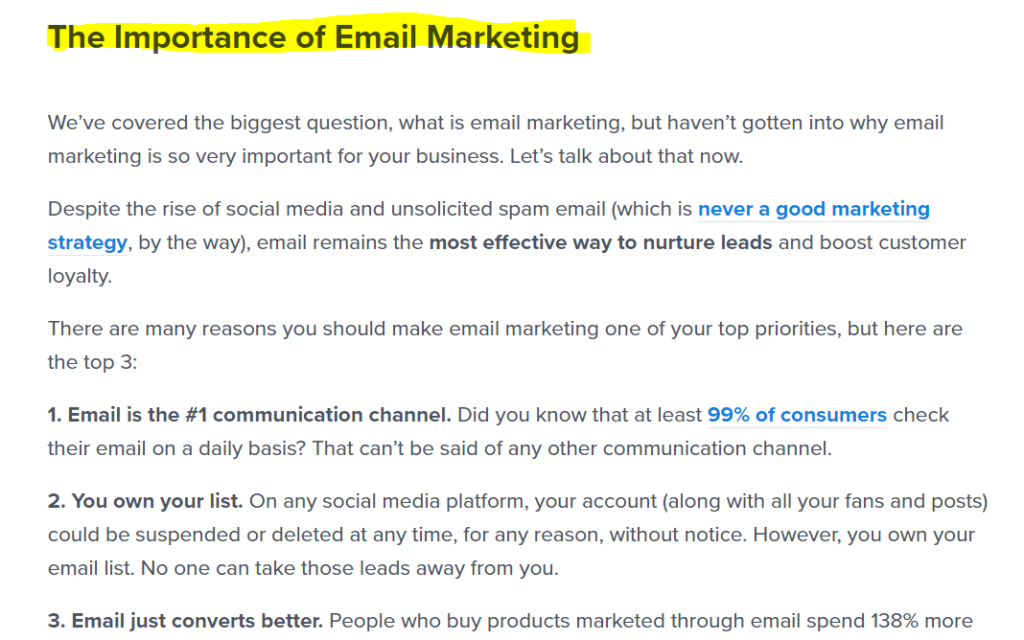 The Importance of Email Marketing
We’ve covered the biggest question, what is email marketing, but haven’t gotten into why email
marketing is so very important for your business. Let’s talk about that now.
Despite the rise of social media and unsolicited spam email (which is never a good marketing
strategy, by the way), email remains the most effective way to nurture leads and boost customer
loyalty.
There are many reasons you should make email marketing one of your top priorities, but here are
the top 3:
1. Email is the #1 communication channel. Did you know that at least 99% of consumers check
their email on a daily basis? That can’t be said of any other communication channel.
2. You own your list. On any social media platform, your account (along with all your fans and posts)
could be suspended or deleted at any time, for any reason, without notice. However, you own your
email list. No one can take those leads away from you.
3. Email just converts better. People who buy products marketed through email spend 138% more